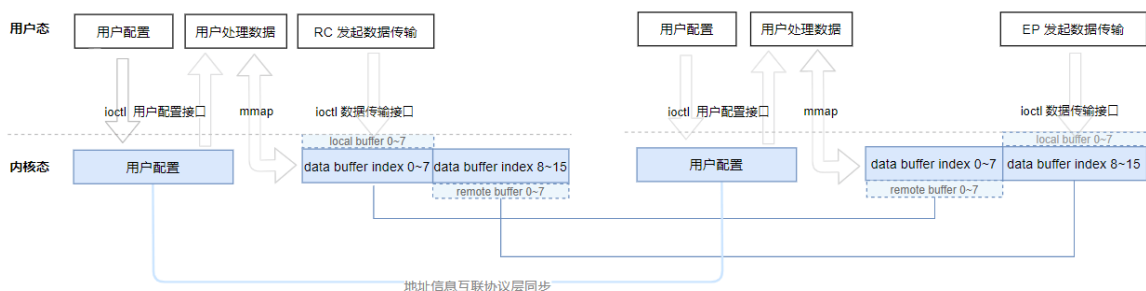 用户态
用户配置
用户处理数据
RC 发起数据传输
用户配置
用户处理数据
EP 发起数据传输
ioctl 用户配置接口
mmap
ioctl 数据传输接口
ioctl 用户配置接口
mmap
ioctl 数据传输接口
local buffer 0~7
local buffer 0~7
内核态
用户配置
data buffer index 0~7
data buffer index 8~15
用户配置
data buffer index 0~7
data buffer index 8~15
remote buffer 0~7
remote buffer 0~7
地址信息互联协议层同步